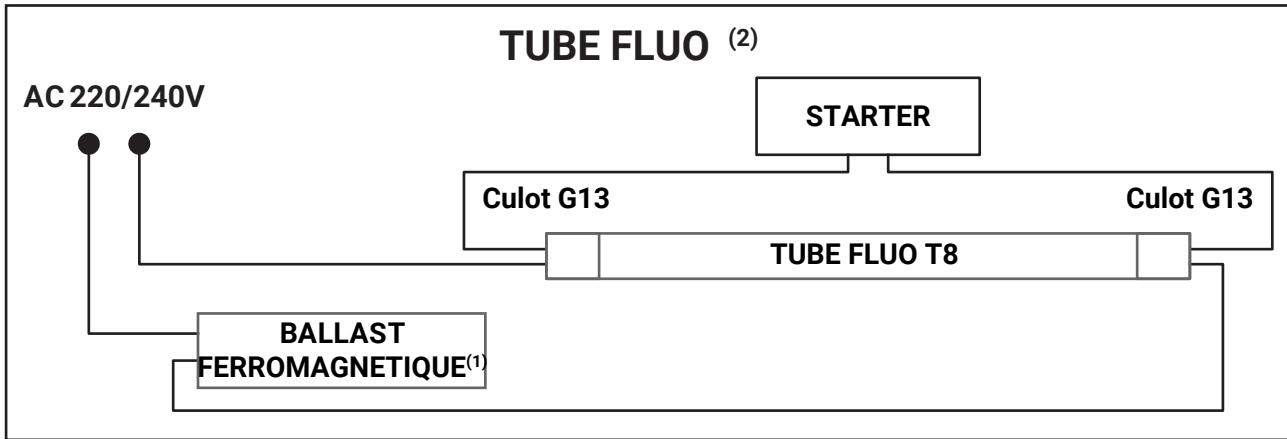 TUBE FLUO (2)
AC 220/240V
STARTER
Culot G13
Culot G13
TUBE FLUO T8
BALLAST
FERROMAGNETIQUE(1)